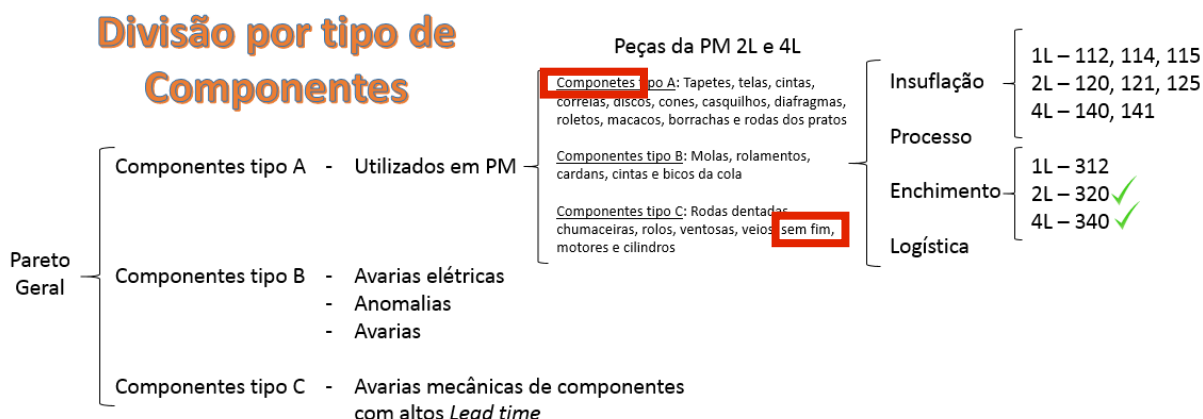 Divisão por tipo de
Componentes
Pareto
Geral
Componentes tipo A - Utilizados em PM
Componentes tipo B - Avarias elétricas
- Anomalias
- Avarias
Componentes tipo C - Avarias mecânicas de componentes
com altos Lead time
Peças da PM 2L e 4L
Componetes tipo A: Tapetes, telas, cintas,
correias, discos, cones, casquilhos, diafragmas,
roletos, macacos, borrachas e rodas dos pratos
Componentes tipo B: Molas, rolamentos,
cardans, cintas e bicos da cola
Componentes tipo C: Rodas dentadas,
chumaceiras, rolos, ventosas, veios, sem fim,
motores e cilindros
Insuflação
Processo
Enchimento
Logística
1L – 112, 114, 115
2L – 120, 121, 125
4L – 140, 141
1L – 312
2L – 320
4L – 340